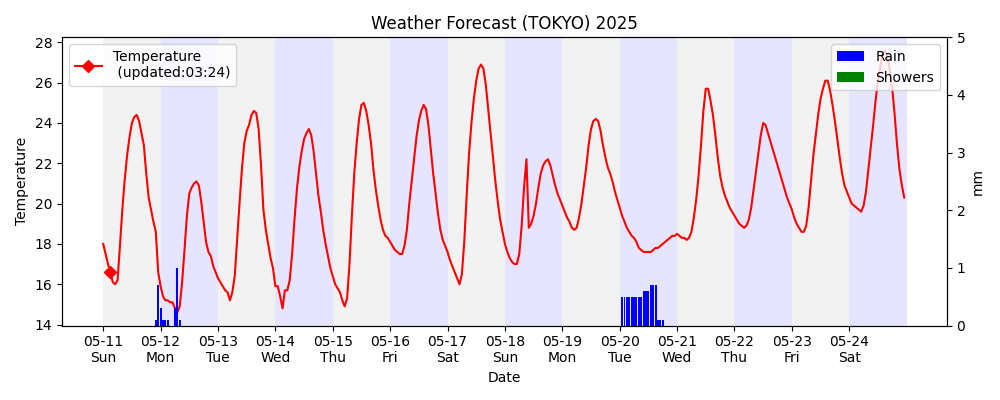 Weather Forecast (TOKYO) 2025
Temperature
(updated:03:24)
Rain
Showers
Temperature
28
26
24
22
20
18
16
14
5
4
3
2
1
0
mm
05-11 05-12 05-13 05-14 05-15 05-16 05-17 05-18 05-19 05-20 05-21 05-22 05-23 05-24
Sun Mon Tue Wed Thu Fri Sat Sun Mon Tue Wed Thu Fri Sat
Date